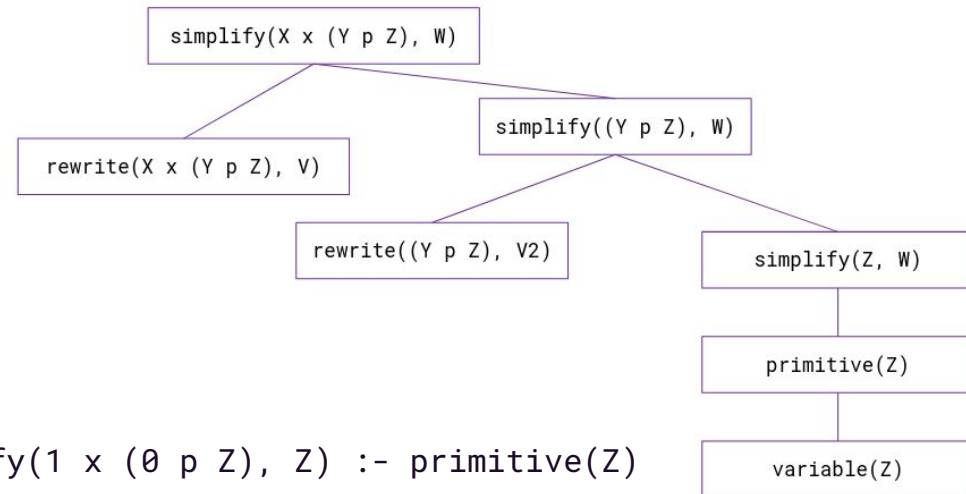 simplify(X x (Y p Z), W)
simplify((Y p Z), W)
rewrite(X x (Y p Z), V)
rewrite((Y p Z), V2)
simplify(Z, W)
primitive(Z)
fy(1 x (0 p Z), Z) :- primitive(Z)
variable(Z)